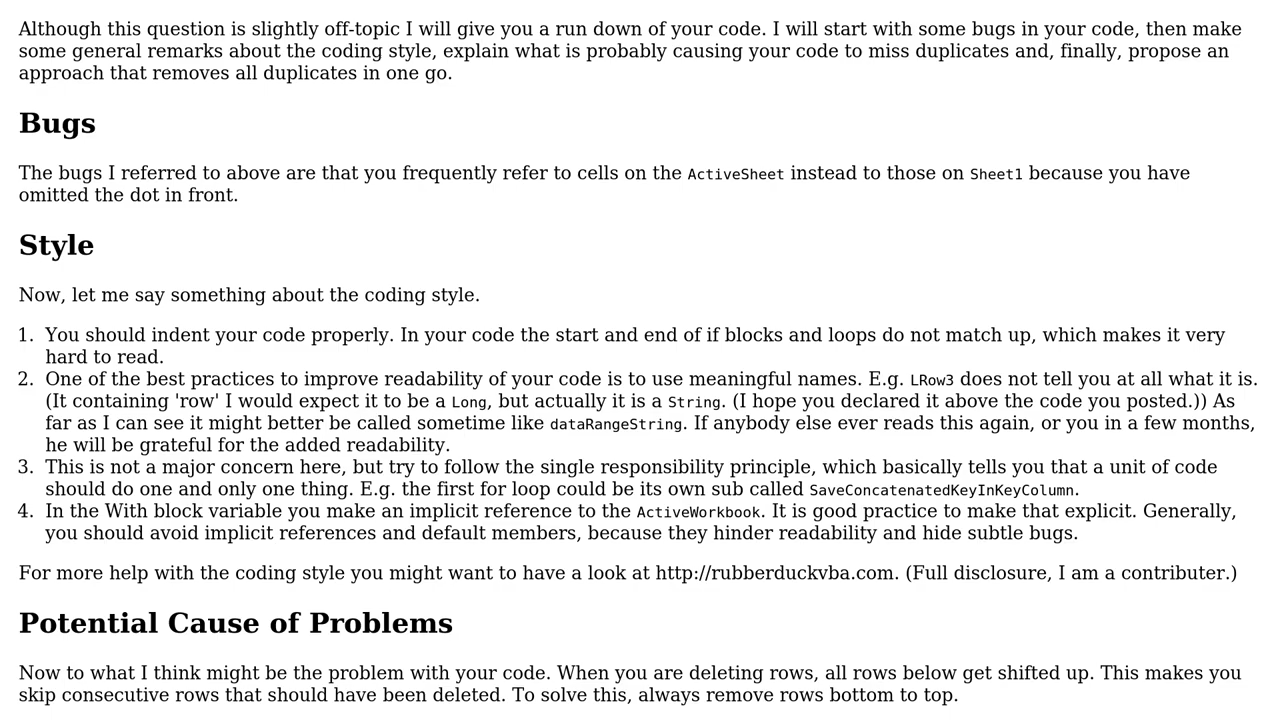 Although this question is slightly off-topic I will give you a run down of your code. I will start with some bugs in your code, then make
some general remarks about the coding style, explain what is probably causing your code to miss duplicates and, finally, propose an
approach that removes all duplicates in one go.
Bugs
The bugs I referred to above are that you frequently refer to cells on the ActiveSheet instead to those on Sheet1 because you have
omitted the dot in front.
Style
Now, let me say something about the coding style.
1. You should indent your code properly. In your code the start and end of if blocks and loops do not match up, which makes it very
hard to read.
2. One of the best practices to improve readability of your code is to use meaningful names. E.g. LRow3 does not tell you at all what it is.
(It containing 'row' I would expect it to be a Long, but actually it is a String. (I hope you declared it above the code you posted.)) As
far as I can see it might better be called sometime like dataRangeString. If anybody else ever reads this again, or you in a few months,
he will be grateful for the added readability.
3. This is not a major concern here, but try to follow the single responsibility principle, which basically tells you that a unit of code
should do one and only one thing. E.g. the first for loop could be its own sub called SaveConcatenatedKeyInKeyColumn.
4. In the With block variable you make an implicit reference to the ActiveWorkbook. It is good practice to make that explicit. Generally,
you should avoid implicit references and default members, because they hinder readability and hide subtle bugs.
For more help with the coding style you might want to have a look at http://rubberduckvba.com. (Full disclosure, I am a contributer.)
Potential Cause of Problems
Now to what I think might be the problem with your code. When you are deleting rows, all rows below get shifted up. This makes you
skip consecutive rows that should have been deleted. To solve this, always remove rows bottom to top.